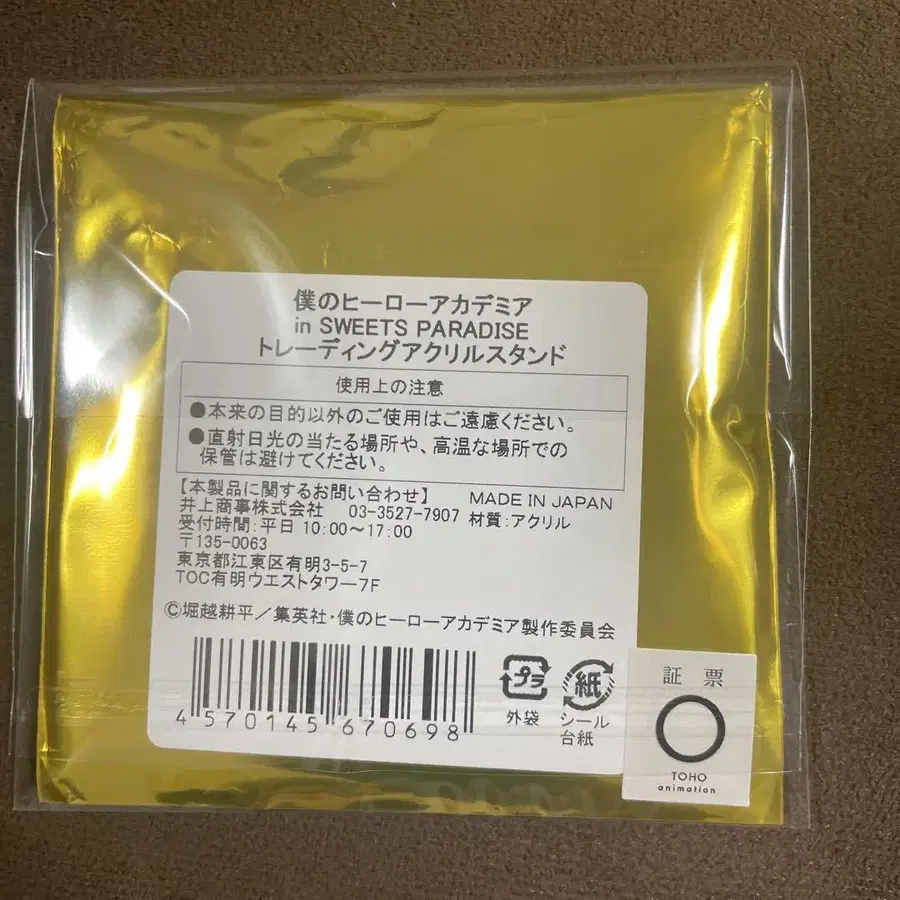 僕のヒーローアカデミア
in SWEETS PARADISE
トレーディングアクリルスタンド
使用上の注意
●本来の目的以外のご使用はご遠慮ください。
●直射日光の当たる場所や、高温な場所での
保管は避けてください。
【本製品に関するお問い合わせ】 MADE IN JAPAN
井上商事株式会社 03-3527-7907 材質:アクリル
受付時間:平日 10:00～17:00
〒135-0063
東京都江東区有明3-5-7
TOC有明ウエストタワー7F
©堀越耕平／集英社・僕のヒーローアカデミア製作委員会
4 570145 670698
プラ
外袋
紙
シール
台紙
証 票
TOHO
animation